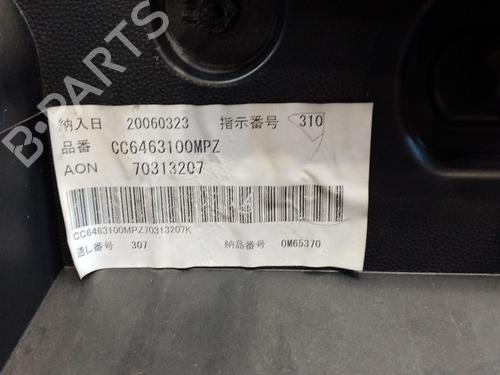 B-PARTS
納入日 20060323 指示番号 310
品番 CC6463100MPZ
AON 70313207
CC6463100MPZ70313207K
通し番号 307 納品番号 0M65370